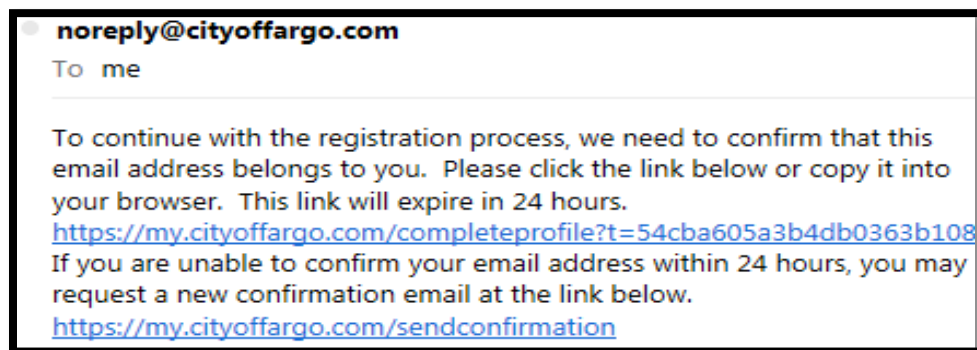 noreply@cityoffargo.com
To me
To continue with the registration process, we need to confirm that this
email address belongs to you.  Please click the link below or copy it into
your browser.  This link will expire in 24 hours.
https://my.cityoffargo.com/completeprofile?t=54cba605a3b4db0363b108
If you are unable to confirm your email address within 24 hours, you may
request a new confirmation email at the link below.
https://my.cityoffargo.com/sendconfirmation